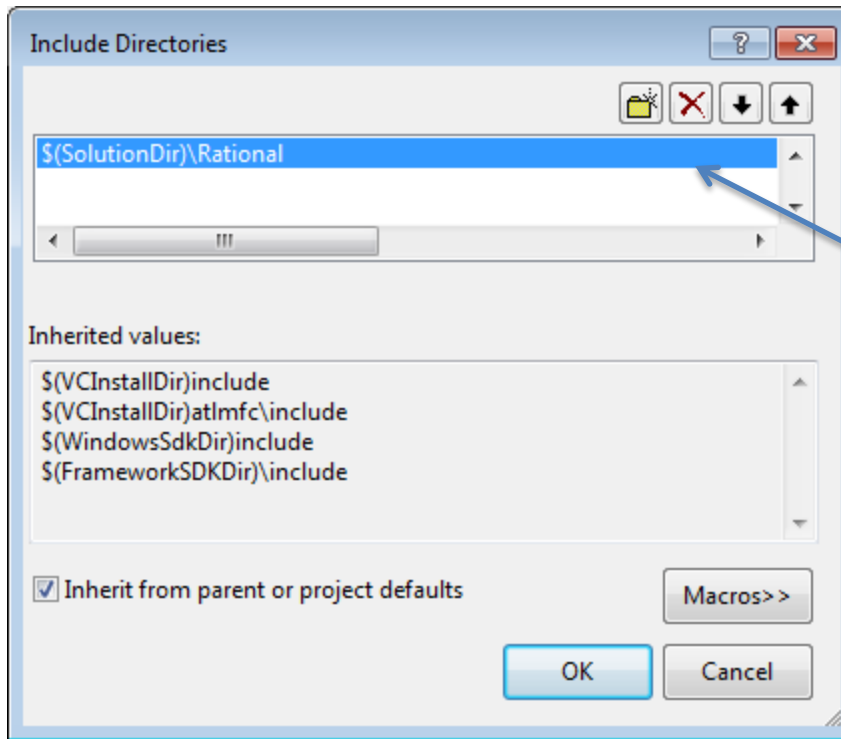 Include Directories
$(SolutionDir)\Rational
Inherited values:
$(VCInstallDir)include
$(VCInstallDir)atlmfc\include
$(WindowsSdkDir)include
$(FrameworkSDKDir)\include
Inherit from parent or project defaults
Macros>>
OK
Cancel